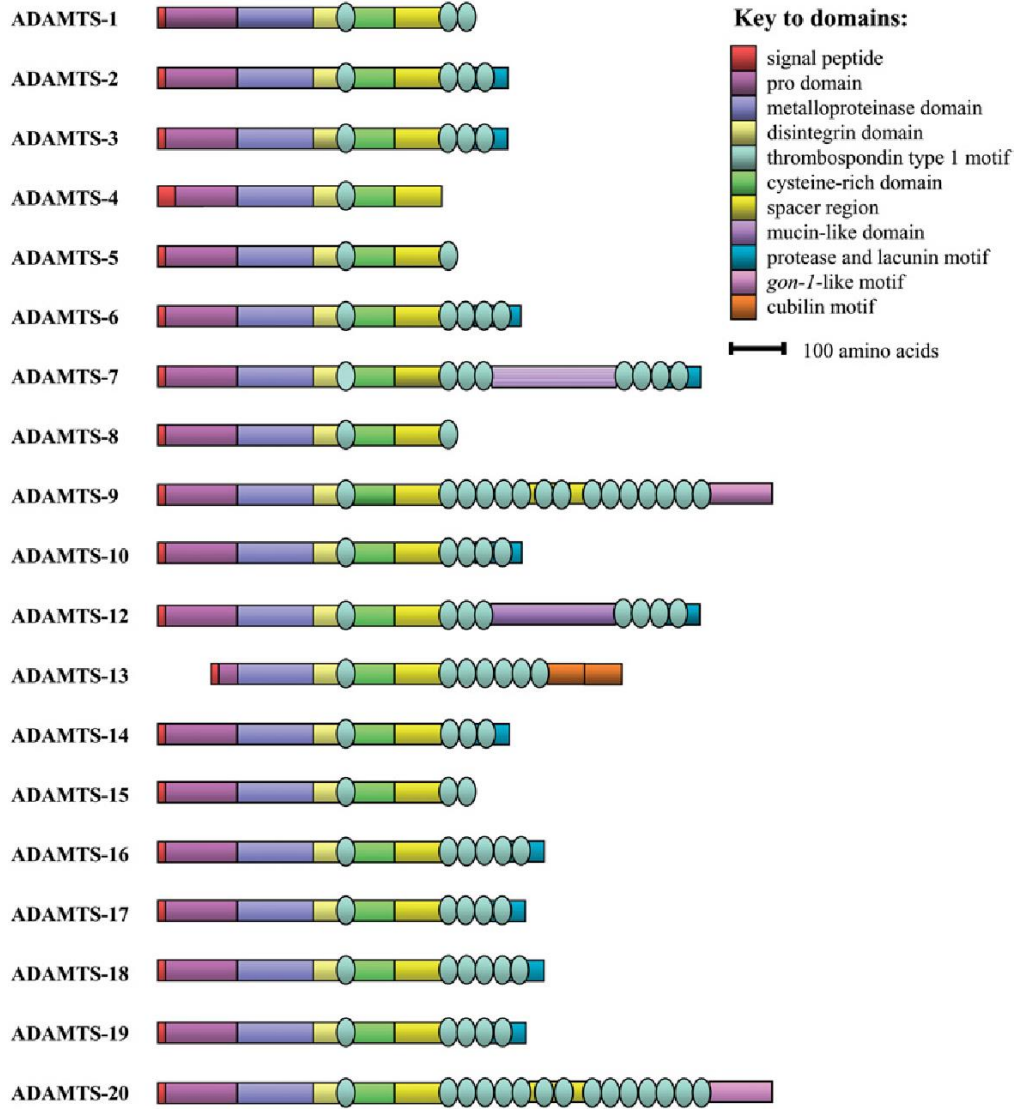 ADAMTS-1
ADAMTS-2
ADAMTS-3
ADAMTS-4
ADAMTS-5
ADAMTS-6
ADAMTS-7
ADAMTS-8
ADAMTS-9
ADAMTS-10
ADAMTS-12
ADAMTS-13
ADAMTS-14
ADAMTS-15
ADAMTS-16
ADAMTS-17
ADAMTS-18
ADAMTS-19
ADAMTS-20
Key to domains:
signal peptide
pro domain
metalloproteinase domain
disintegrin domain
thrombospondin type 1 motif
cysteine-rich domain
spacer region
mucin-like domain
protease and lacunin motif
gon-1-like motif
cubilin motif
100 amino acids